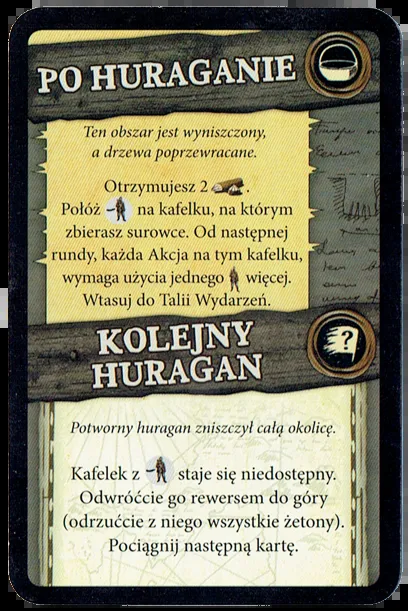 PO HURAGANIE
Ten obszar jest wyniszczony,
a drzewa poprzewracane.
Otrzymujesz 2 .
Połóż na kafelku, na którym
zbierasz surowce. Od następnej
rundy, każda Akcja na tym kafelku,
wymaga użycia jednego więcej.
Wtasuj do Talii Wydarzeń.
KOLEJNY
HURAGAN
?
Potworny huragan zniszczył całą okolicę.
Kafelek z staje się niedostępny.
Odwróćcie go rewersem do góry
(odrzućcie z niego wszystkie żetony).
Pociągnij następną kartę.